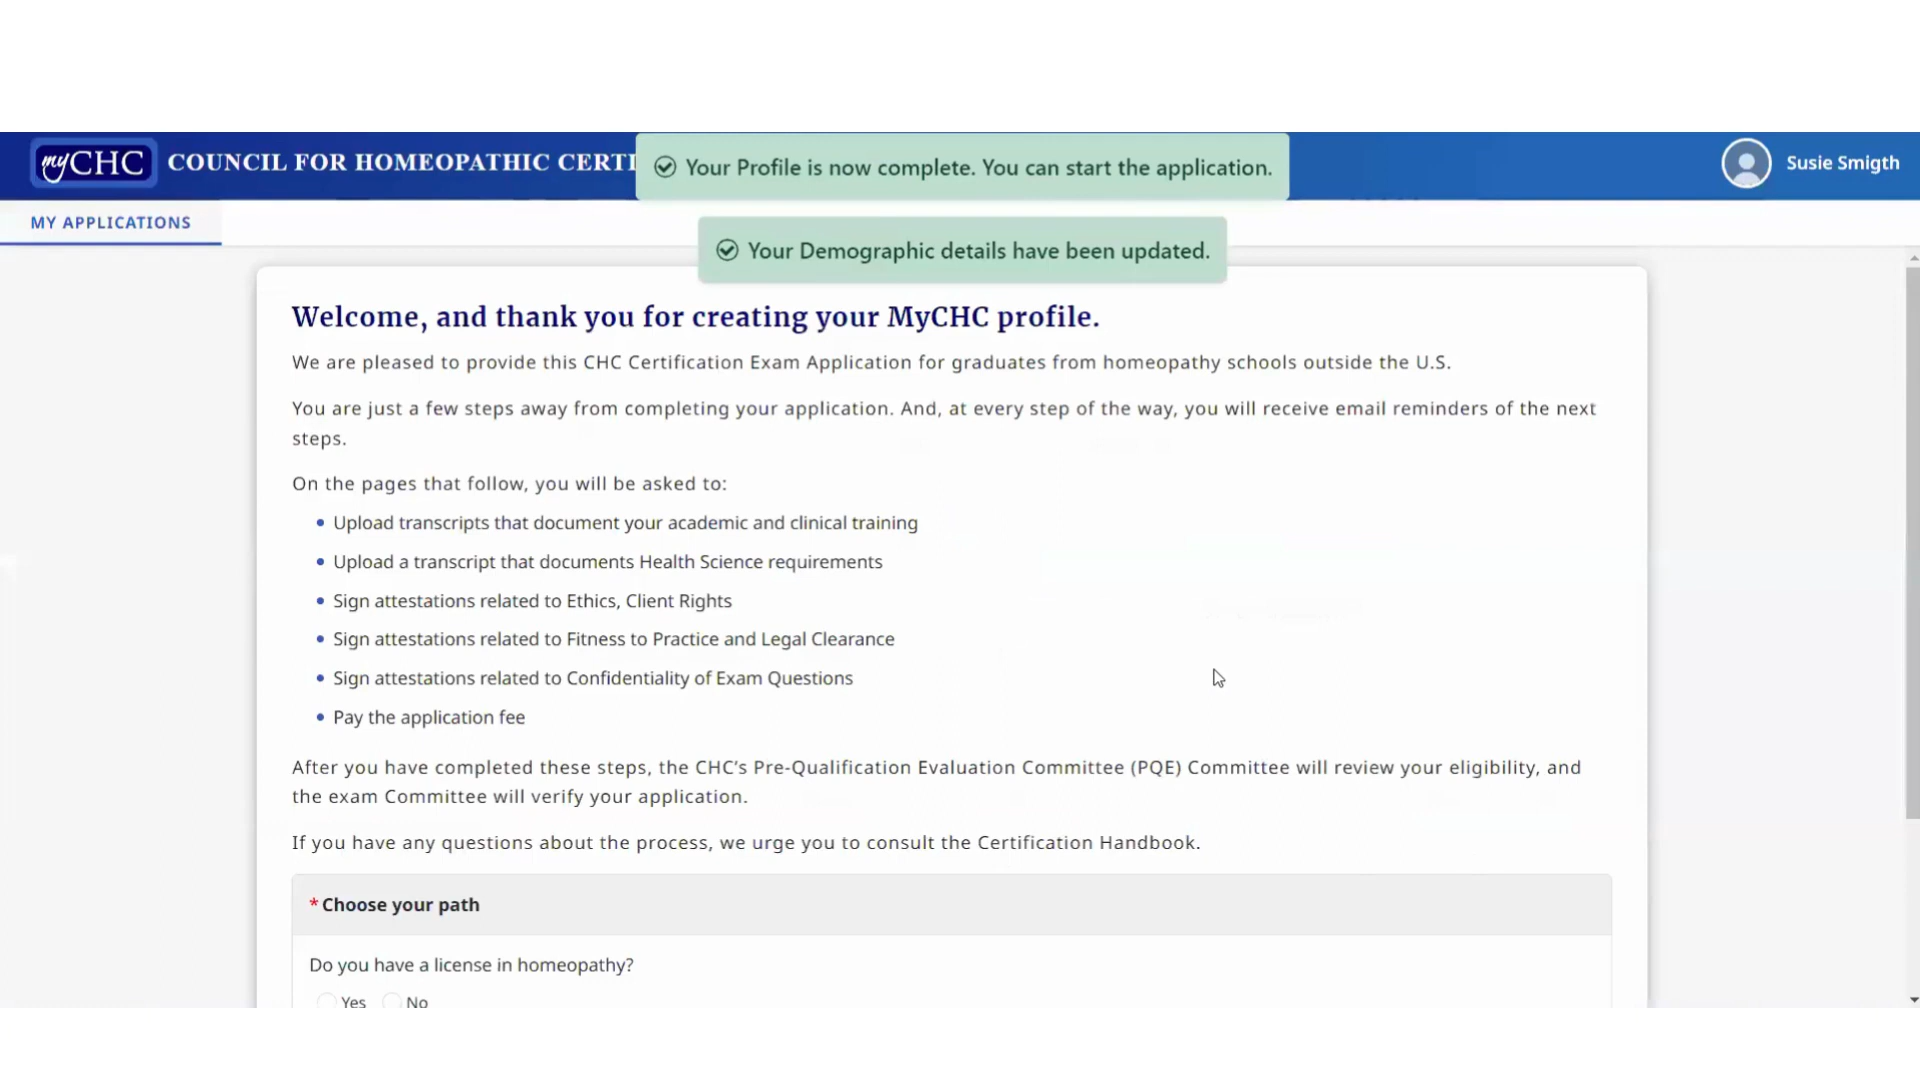 myCHC COUNCIL FOR HOMEOPATHIC CERTI
Your Profile is now complete. You can start the application.
Susie Smigth
MY APPLICATIONS
Your Demographic details have been updated.
Welcome, and thank you for creating your MyCHC profile.
We are pleased to provide this CHC Certification Exam Application for graduates from homeopathy schools outside the U.S.
You are just a few steps away from completing your application. And, at every step of the way, you will receive email reminders of the next
steps.
On the pages that follow, you will be asked to:
• Upload transcripts that document your academic and clinical training
• Upload a transcript that documents Health Science requirements
• Sign attestations related to Ethics, Client Rights
• Sign attestations related to Fitness to Practice and Legal Clearance
• Sign attestations related to Confidentiality of Exam Questions
• Pay the application fee
After you have completed these steps, the CHC’s Pre-Qualification Evaluation Committee (PQE) Committee will review your eligibility, and
the exam Committee will verify your application.
If you have any questions about the process, we urge you to consult the Certification Handbook.
* Choose your path
Do you have a license in homeopathy?
Yes No